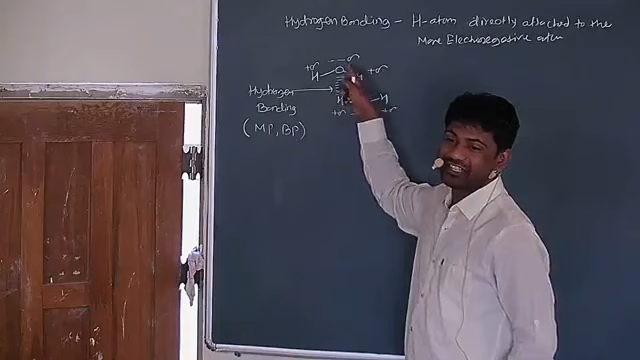 Hydrogen Bonding - H-atom directly attached to the
More Electronegative atom
-- δ
+δ
H
O
H
+δ
Hydrogen
Bonding
H
H
+δ
+δ
(MP, BP)